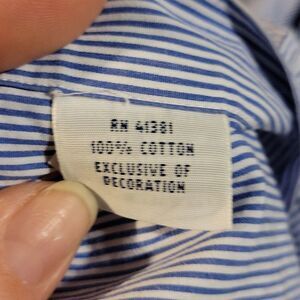 RN 41381
100% COTTON
EXCLUSIVE OF
DECORATION